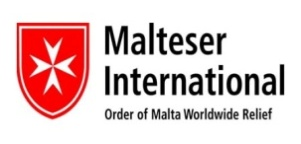 Malteser
International
Order of Malta Worldwide Relief